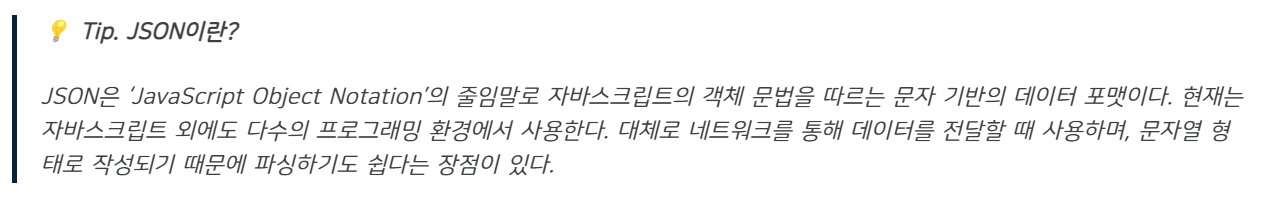 💡 Tip. JSON이란?
JSON은 ‘JavaScript Object Notation’의 줄임말로 자바스크립트의 객체 문법을 따르는 문자 기반의 데이터 포맷이다. 현재는
자바스크립트 외에도 다수의 프로그래밍 환경에서 사용한다. 대체로 네트워크를 통해 데이터를 전달할 때 사용하며, 문자열 형
태로 작성되기 때문에 파싱하기도 쉽다는 장점이 있다.